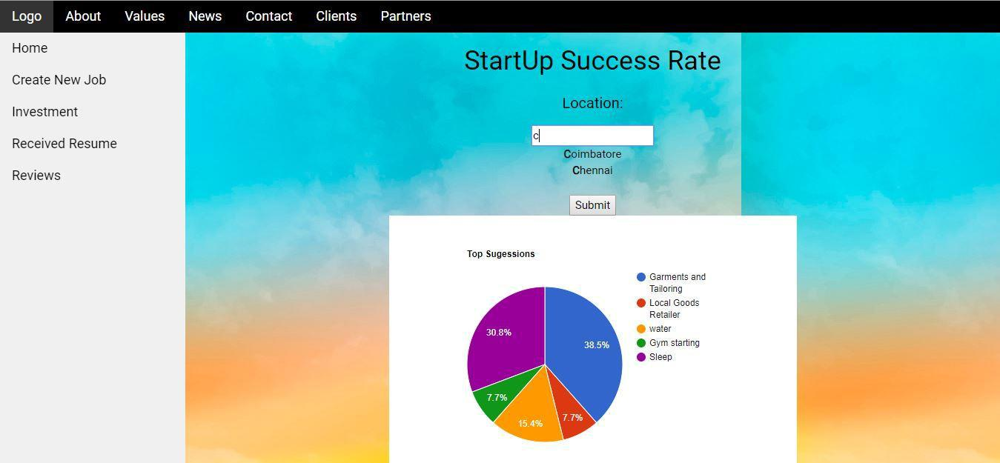 Logo About Values News Contact Clients Partners
Home
Create New Job
Investment
Received Resume
Reviews
StartUp Success Rate
Location:
c
Coimbatore
Chennai
Submit
Top Sugessions
Garments and
Tailoring
Local Goods
Retailer
water
Gym starting
Sleep
30.8%
38.5%
7.7%
15.4%
7.7%